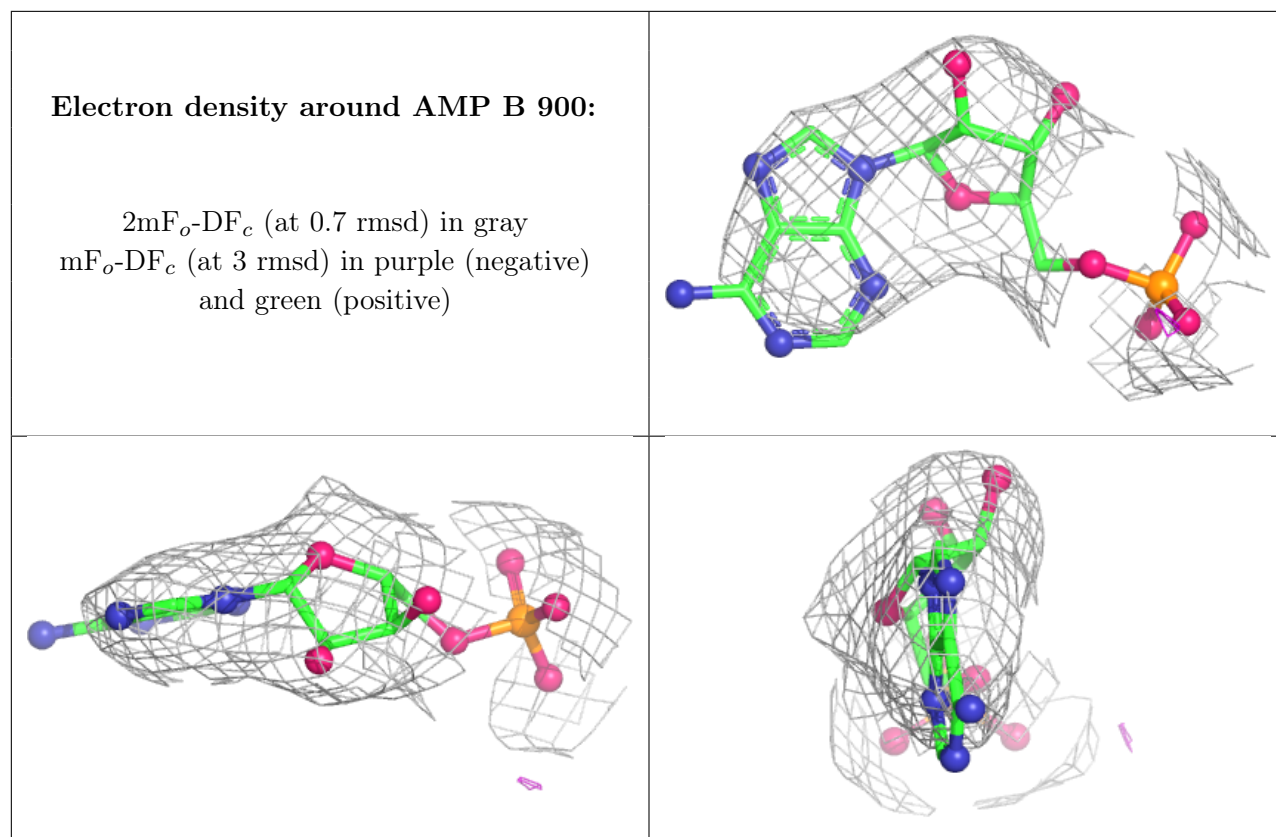 Electron density around AMP B 900:
2mFo-DFc (at 0.7 rmsd) in gray
mFo-DFc (at 3 rmsd) in purple (negative)
and green (positive)